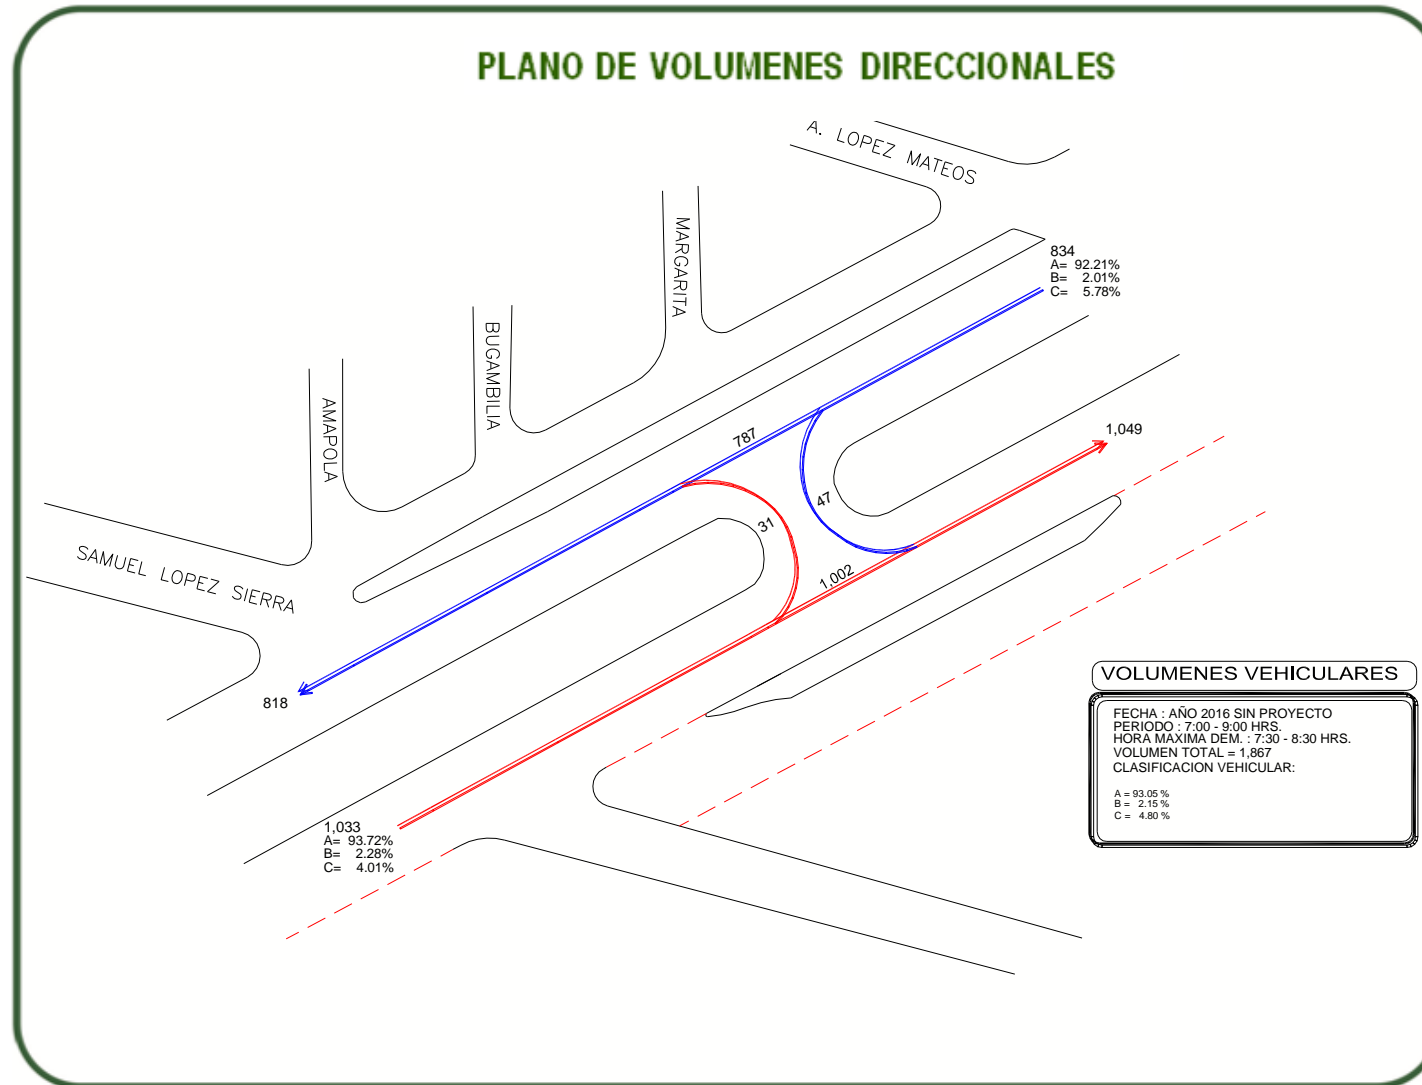 PLANO DE VOLUMENES DIRECCIONALES
A. LOPEZ MATEOS
MARGARITA
BUGAMBILIA
AMAPOLA
SAMUEL LOPEZ SIERRA
834
A= 92.21%
B= 2.01%
C= 5.78%
787
47
31
1,002
1,049
818
1,033
A= 93.72%
B= 2.28%
C= 4.01%
VOLUMENES VEHICULARES
FECHA : AÑO 2016 SIN PROYECTO
PERIODO : 7:00 - 9:00 HRS.
HORA MAXIMA DEM. : 7:30 - 8:30 HRS.
VOLUMEN TOTAL = 1,867
CLASIFICACION VEHICULAR:
A = 93.05 %
B = 2.15 %
C = 4.80 %